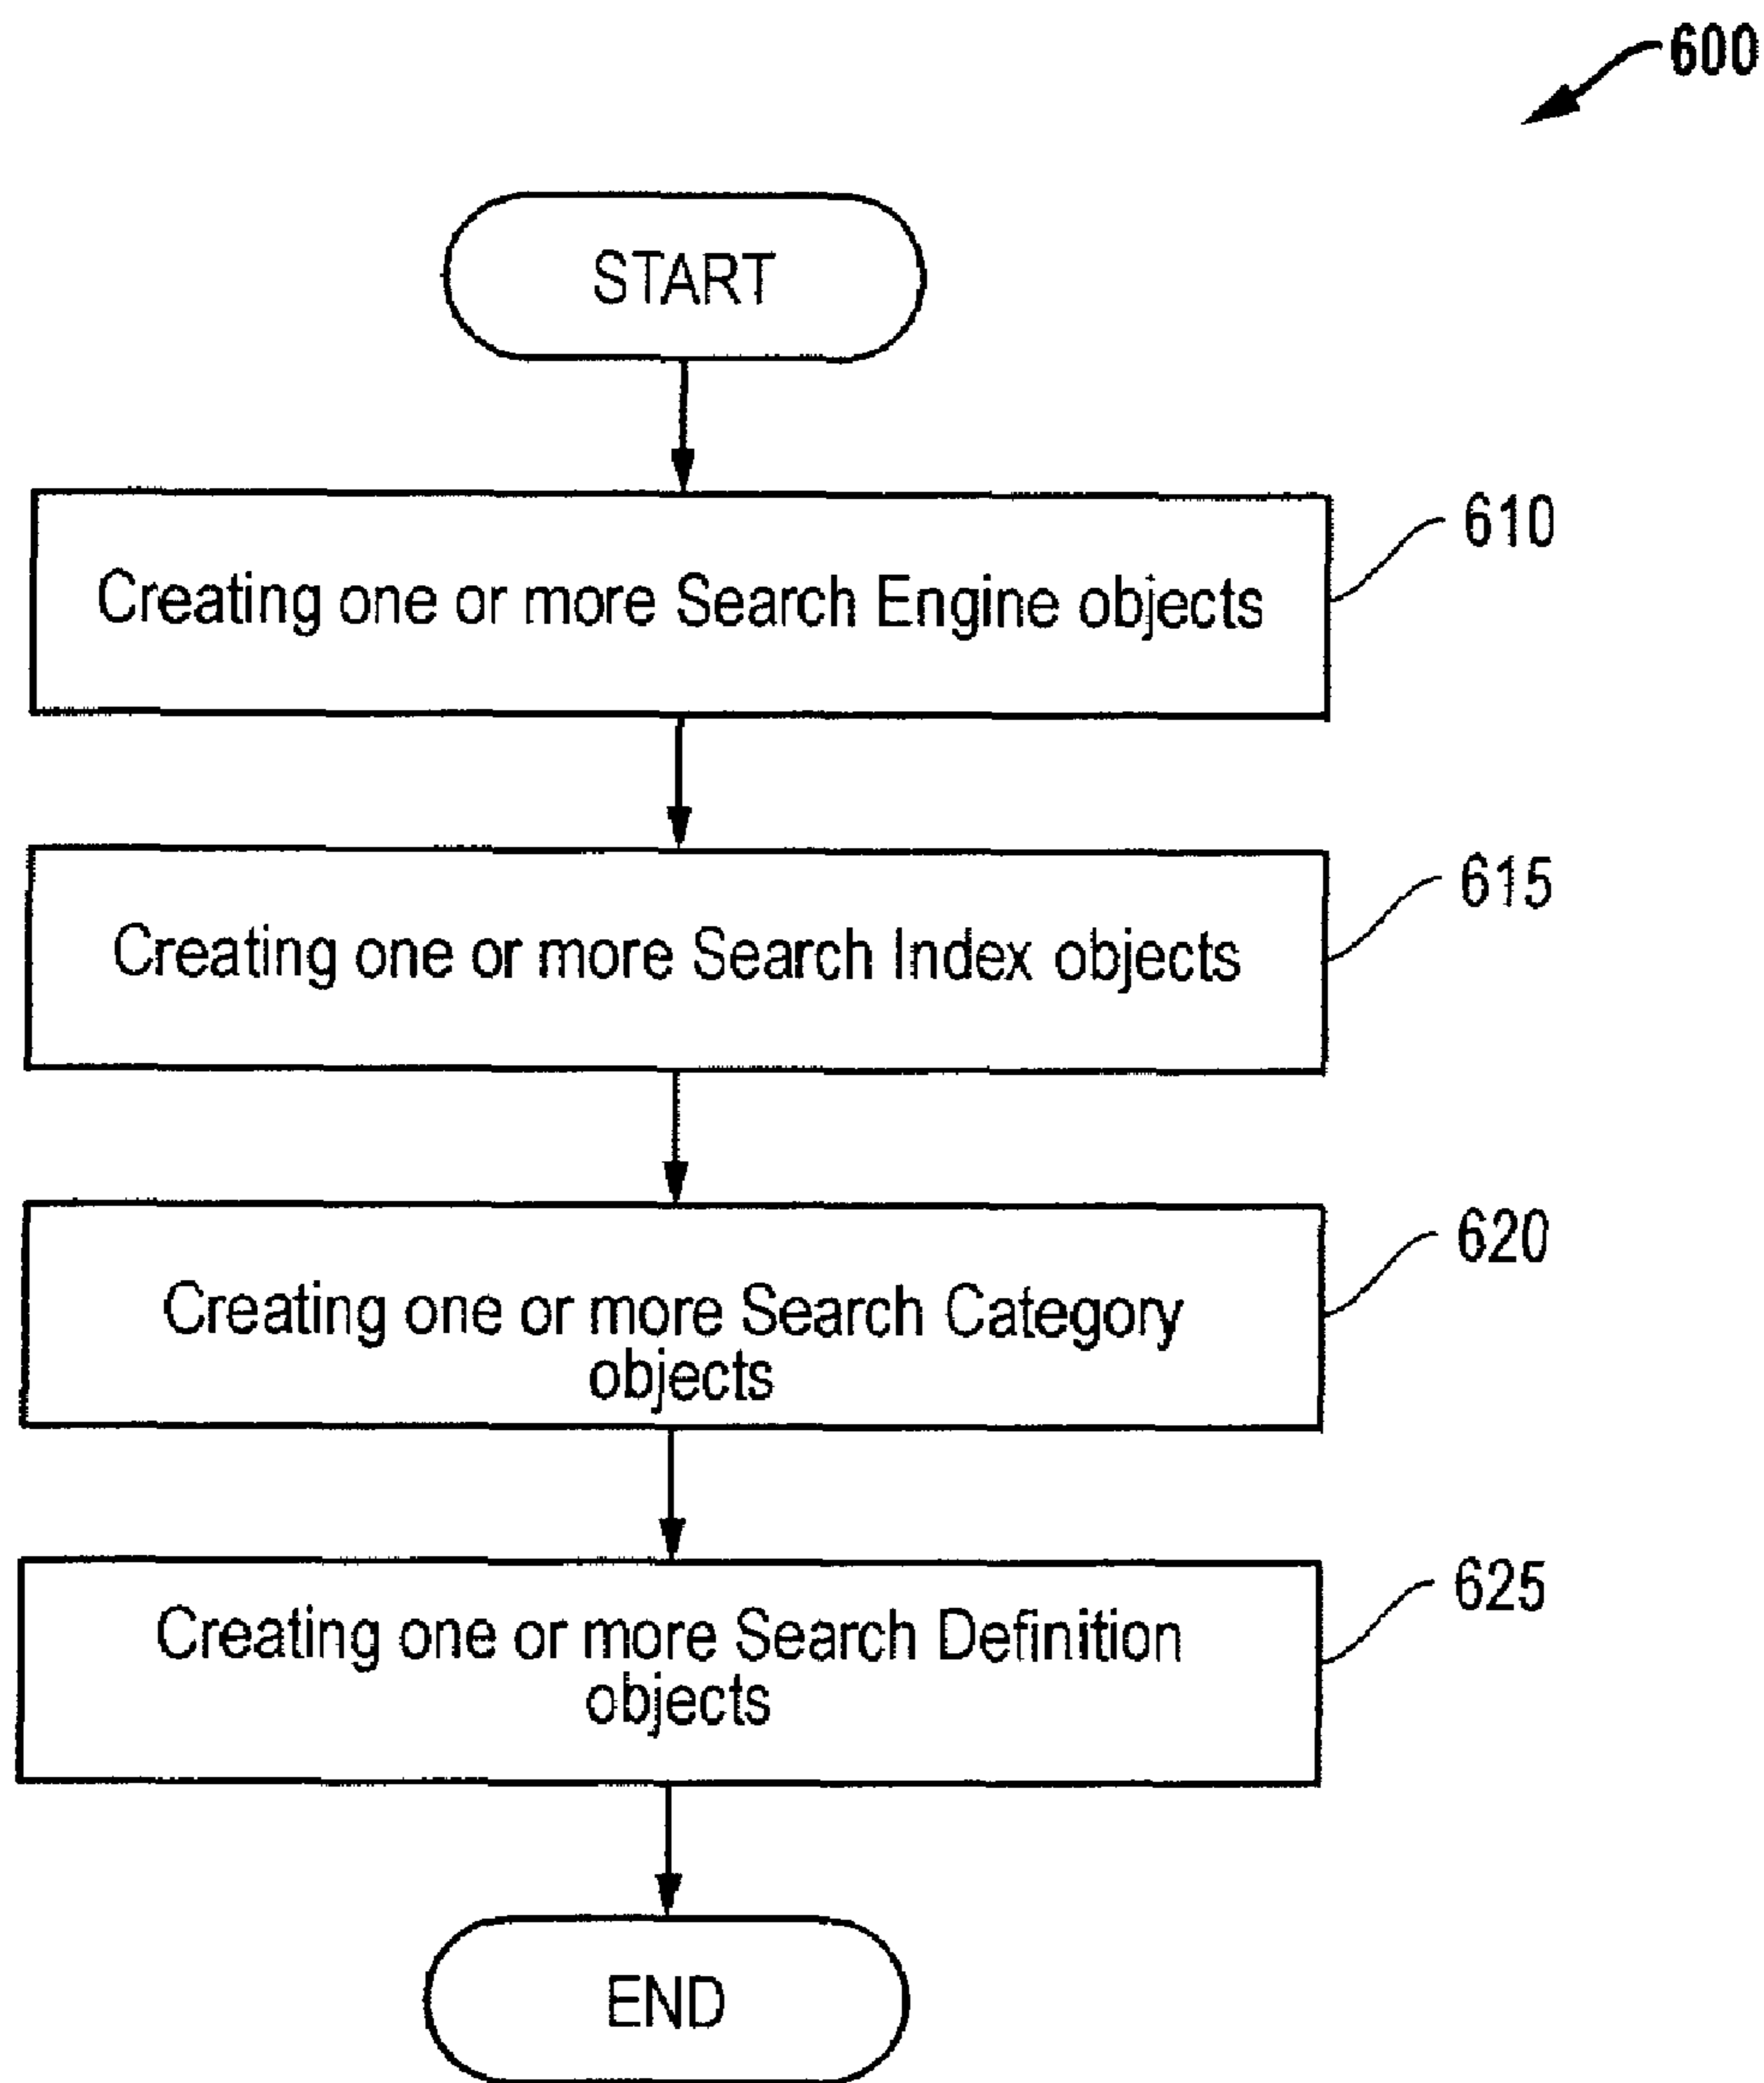 600
START
Creating one or more Search Engine objects
610
Creating one or more Search Index objects
615
Creating one or more Search Category
objects
620
Creating one or more Search Definition
objects
625
END